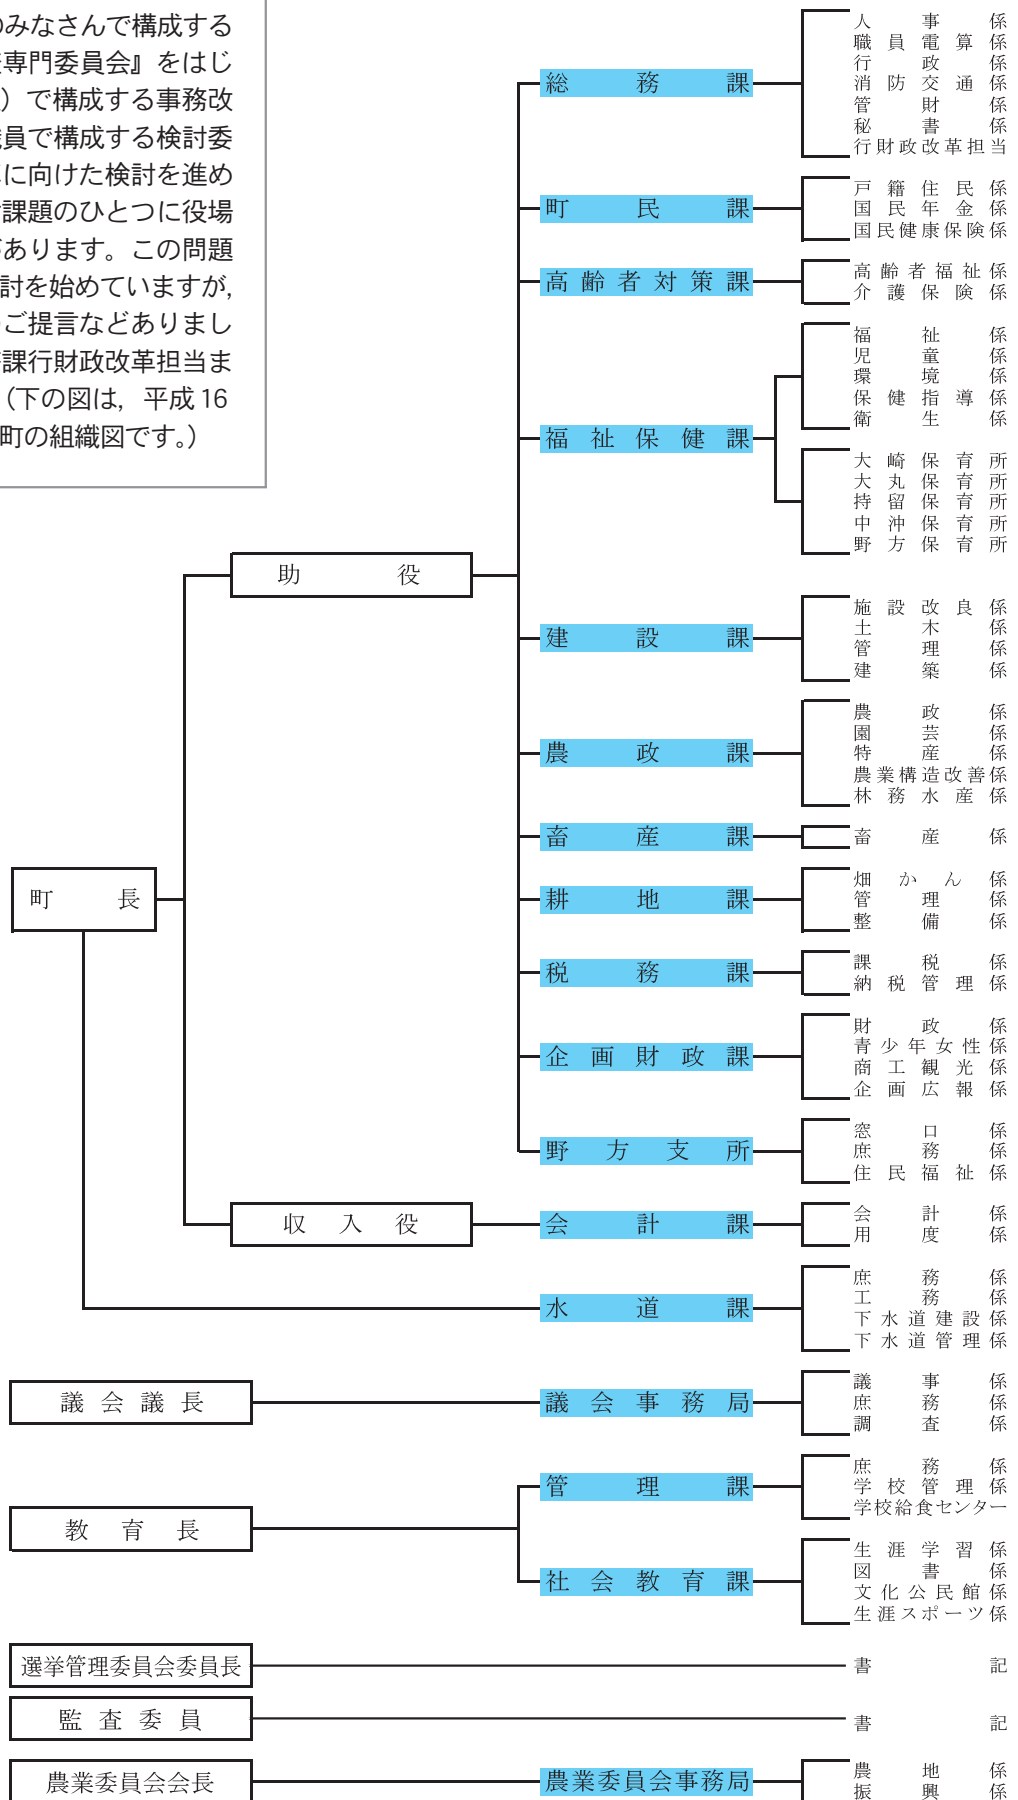 のみなさんで構成する
専門委員会』をはじ
）で構成する事務改
員で構成する検討委
に向けた検討を進め
課題のひとつに役場
があります。この問題
討を始めていますが，
ご提言などありまし
課行財政改革担当ま
（下の図は，平成16
町の組織図です。）
町長
助役
総務課
人事係
職員電算係
行政係
消防交通係
管財係
秘書係
行財政改革担当
町民課
戸籍住民係
国民年金係
国民健康保険係
高齢者対策課
高齢者福祉係
介護保険係
福祉保健課
福祉係
児童係
環境係
保健指導係
衛生係
大崎保育所
大丸保育所
持留保育所
中沖保育所
野方保育所
建設課
施設改良係
土木係
管理係
建築係
農政課
農政係
園芸係
特産係
農業構造改善係
林務水産係
畜産課
畜産係
耕地課
畑かん係
管理係
整備係
税務課
課税係
納税管理係
企画財政課
財政係
青少年女性係
商工観光係
企画広報係
野方支所
窓口係
庶務係
住民福祉係
収入役
会計課
会計係
用度係
水道課
庶務係
工務係
下水道建設係
下水道管理係
議会議長
議会事務局
議事係
庶務係
調査係
教育長
管理課
庶務係
学校管理係
学校給食センター
社会教育課
生涯学習係
図書係
文化公民館係
生涯スポーツ係
選挙管理委員会委員長
書記
監査委員
書記
農業委員会会長
農業委員会事務局
農地係
振興係